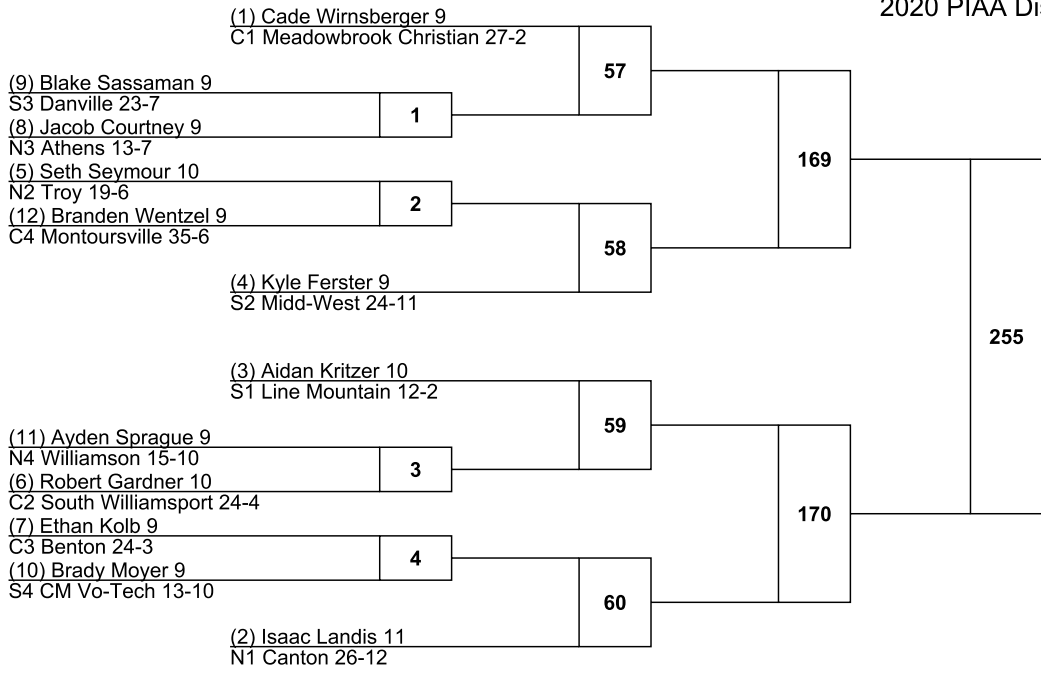 2020 PIAA Dis
(1) Cade Wirnsberger 9
C1 Meadowbrook Christian 27-2
57
(9) Blake Sassaman 9
S3 Danville 23-7
1
(8) Jacob Courtney 9
N3 Athens 13-7
169
(5) Seth Seymour 10
N2 Troy 19-6
2
(12) Branden Wentzel 9
C4 Montoursville 35-6
58
(4) Kyle Ferster 9
S2 Midd-West 24-11
255
(3) Aidan Kritzer 10
S1 Line Mountain 12-2
59
(11) Ayden Sprague 9
N4 Williamson 15-10
3
(6) Robert Gardner 10
C2 South Williamsport 24-4
170
(7) Ethan Kolb 9
C3 Benton 24-3
4
(10) Brady Moyer 9
S4 CM Vo-Tech 13-10
60
(2) Isaac Landis 11
N1 Canton 26-12